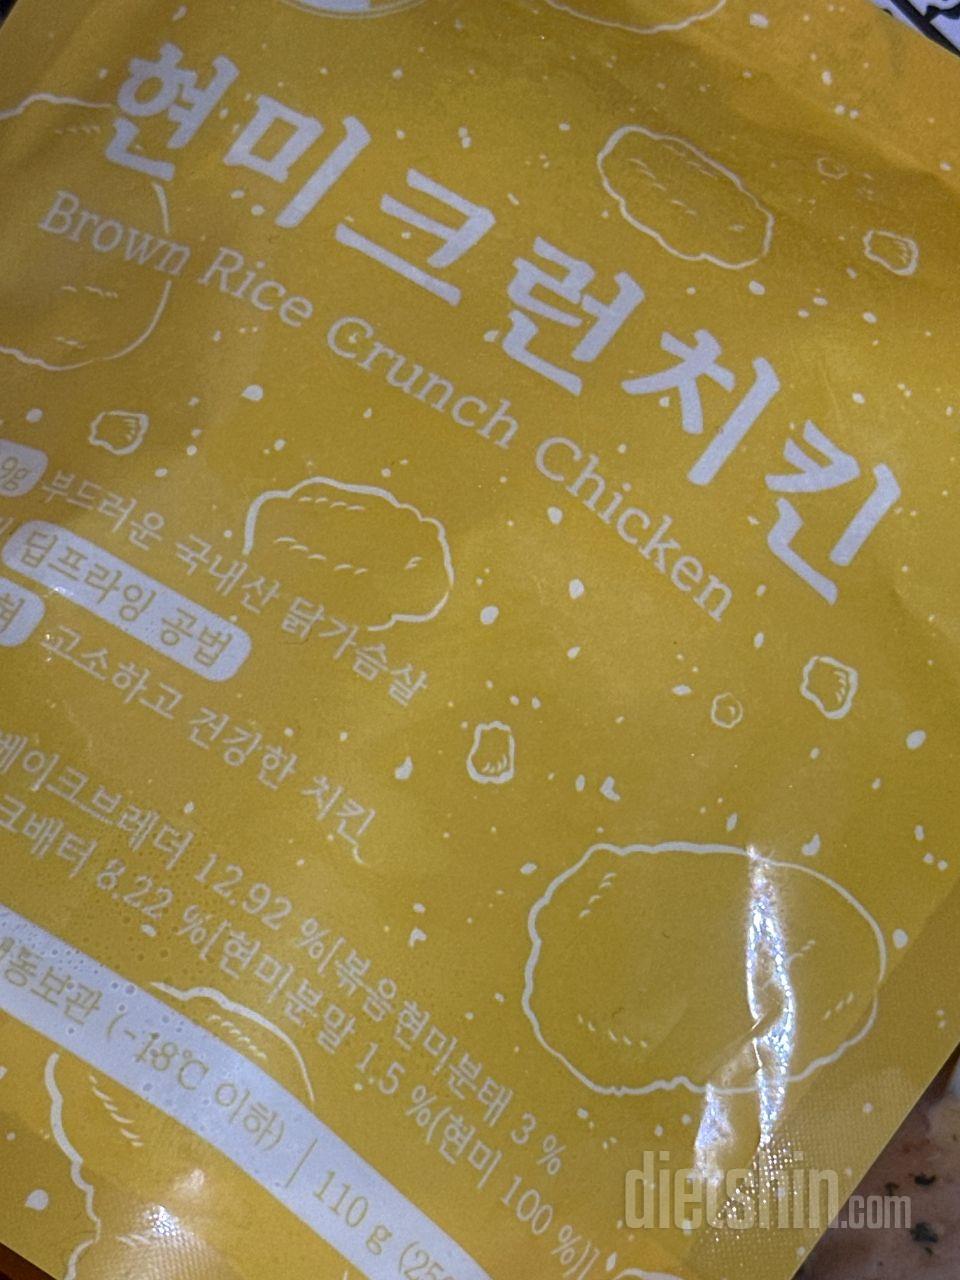 현미크런치킨
Brown Rice Crunch Chicken
9g 부드러운 국내산 닭가슴살
딥프라잉 공법
고소하고 건강한 치킨
베이크브레더 12.92 %[볶음현미분태 3 %
크배터 8.22 %[현미분말 1.5 %(현미 100 %)]
냉동보관 (-18℃ 이하) | 110 g
dietshin.com